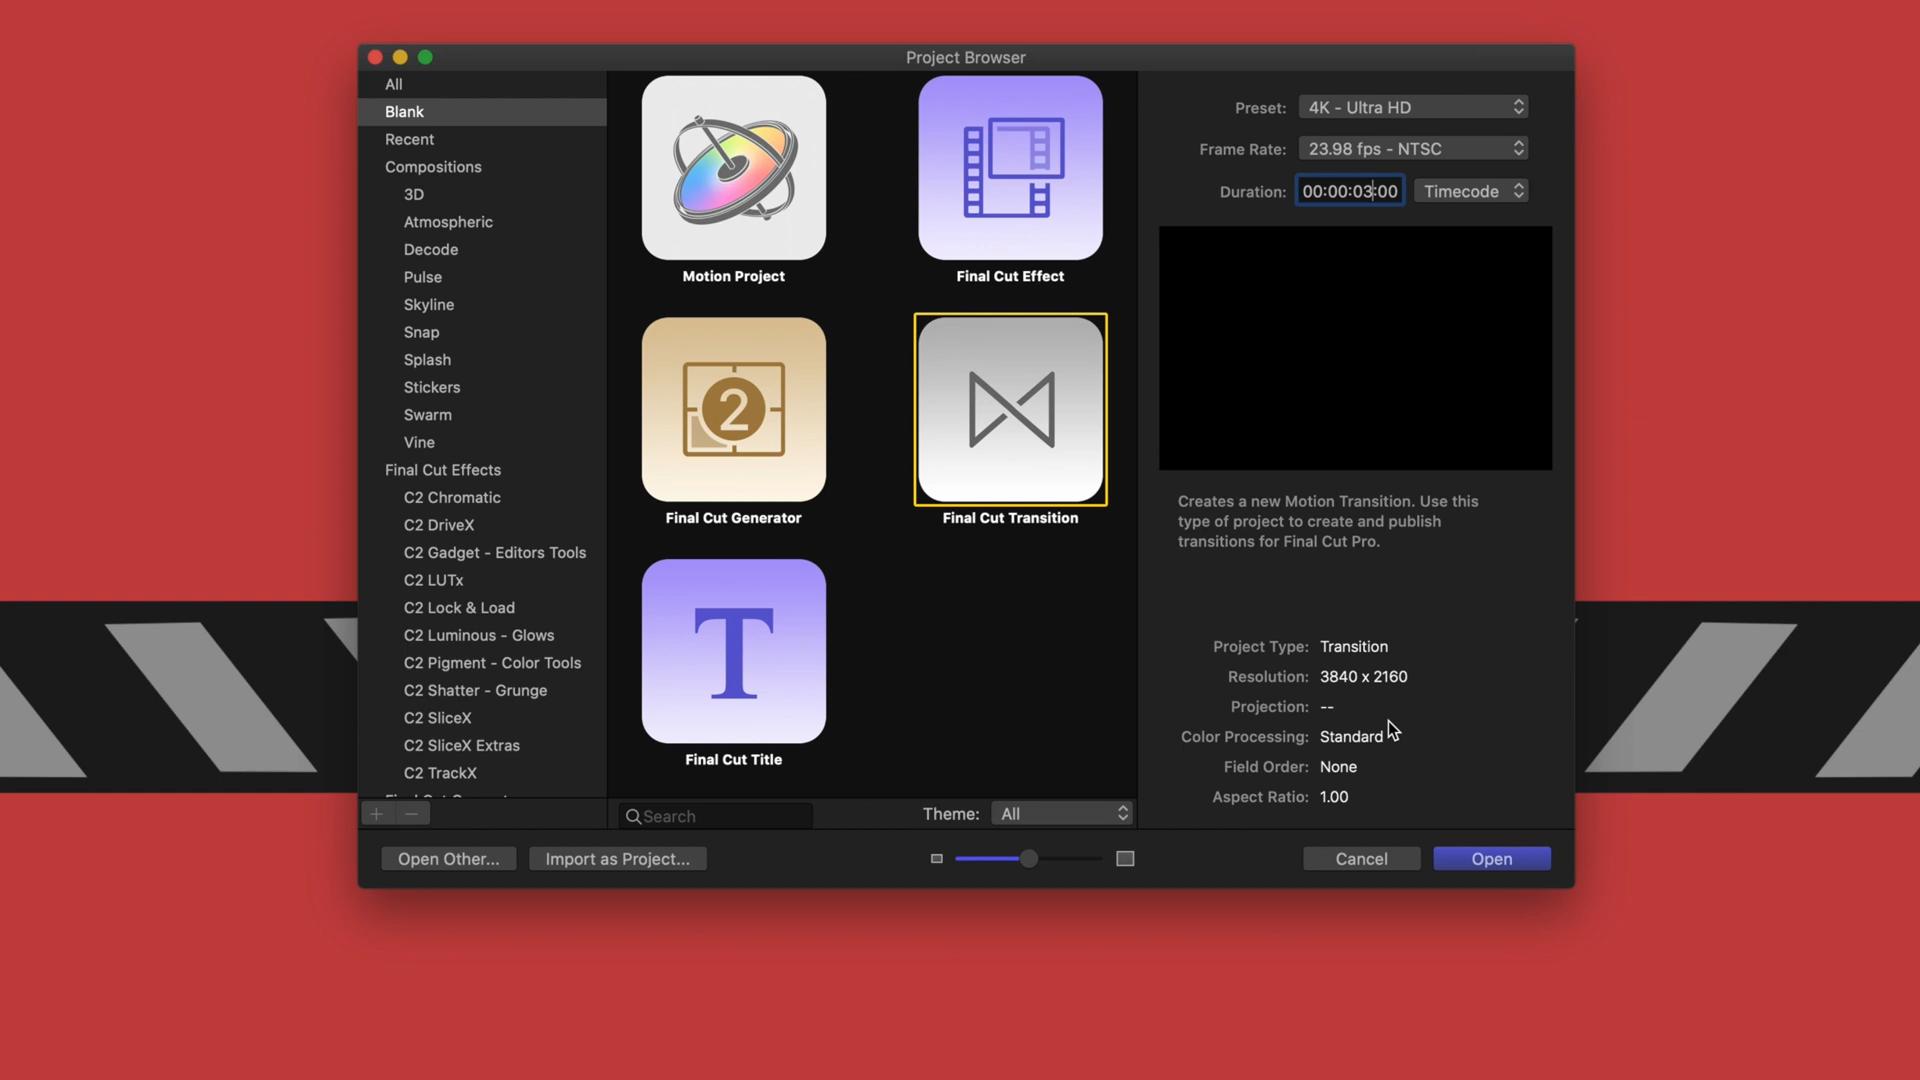 Project Browser
All
Blank
Recent
Compositions
3D
Atmospheric
Decode
Pulse
Skyline
Snap
Splash
Stickers
Swarm
Vine
Final Cut Effects
C2 Chromatic
C2 DriveX
C2 Gadget - Editors Tools
C2 LUTx
C2 Lock & Load
C2 Luminous - Glows
C2 Pigment - Color Tools
C2 Shatter - Grunge
C2 SliceX
C2 SliceX Extras
C2 TrackX
Motion Project
Final Cut Effect
2
Final Cut Generator
Final Cut Transition
T
Final Cut Title
Search
Theme: All
Preset: 4K - Ultra HD
Frame Rate: 23.98 fps - NTSC
Duration: 00:00:03:00 Timecode
Creates a new Motion Transition. Use this
type of project to create and publish
transitions for Final Cut Pro.
Project Type: Transition
Resolution: 3840 x 2160
Projection: --
Color Processing: Standard
Field Order: None
Aspect Ratio: 1.00
Open Other... Import as Project...
Cancel Open